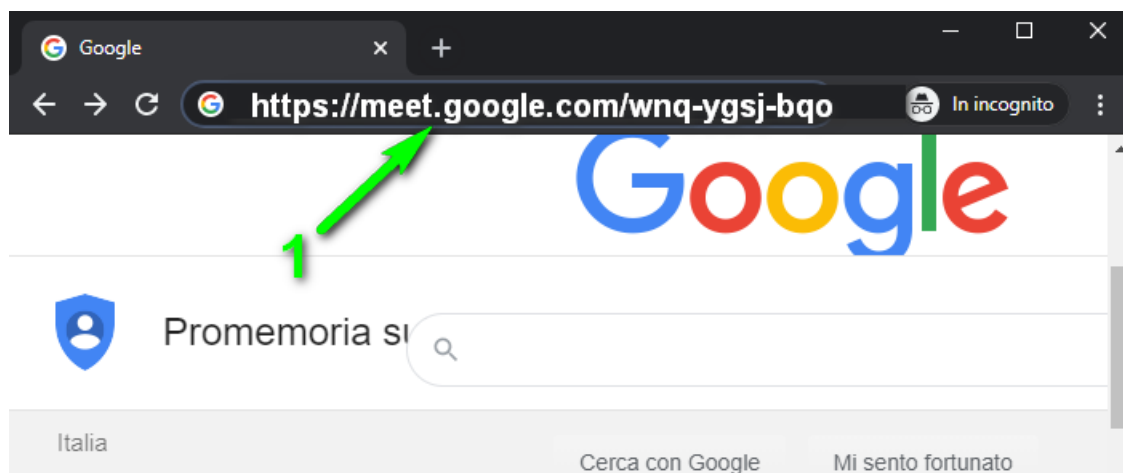 Google
https://meet.google.com/wnq-ygsj-bqo
In incognito
Google
1
Promemoria
Italia
Cerca con Google
Mi sento fortunato